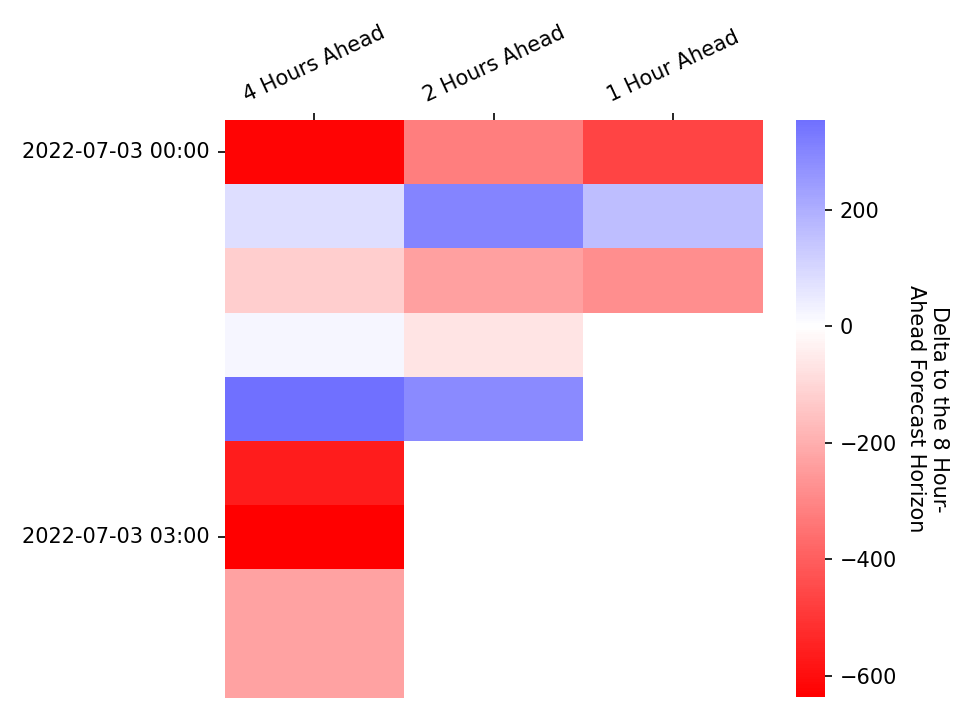 4 Hours Ahead
2 Hours Ahead
1 Hour Ahead
2022-07-03 00:00
2022-07-03 03:00
200
0
−200
−400
−600
Delta to the 8 Hour-
Ahead Forecast Horizon